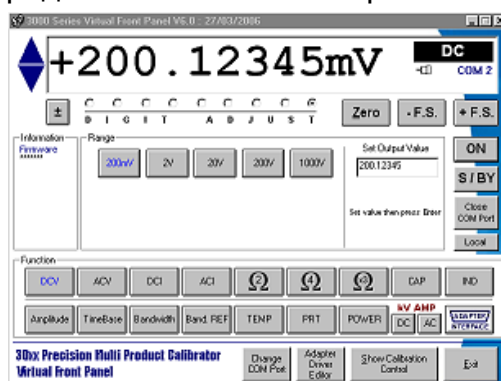 3000 Series Virtual Front Panel V6.0 : 27/03/2006
+200.12345mV
DC
COM 2
±
DIGIT ADJUST
Zero
- F.S.
+ F.S.
Information
Firmware
Range
200mV 2V 20V 200V 1000V
Set Output Value
200.12345
Set value then press Enter
ON
S / BY
Close COM Port
Local
Function
DCV ACV DCI ACI Ω Ω Ω CAP IND
Amplitude TimeBase Bandwidth Band. REF TEMP PRT POWER
kV AMP
DC AC
ADAPTER INTERFACE
30xx Precision Multi Product Calibrator
Virtual Front Panel
Change COM Port
Adapter Driver Editor
Show Calibration Control
Exit